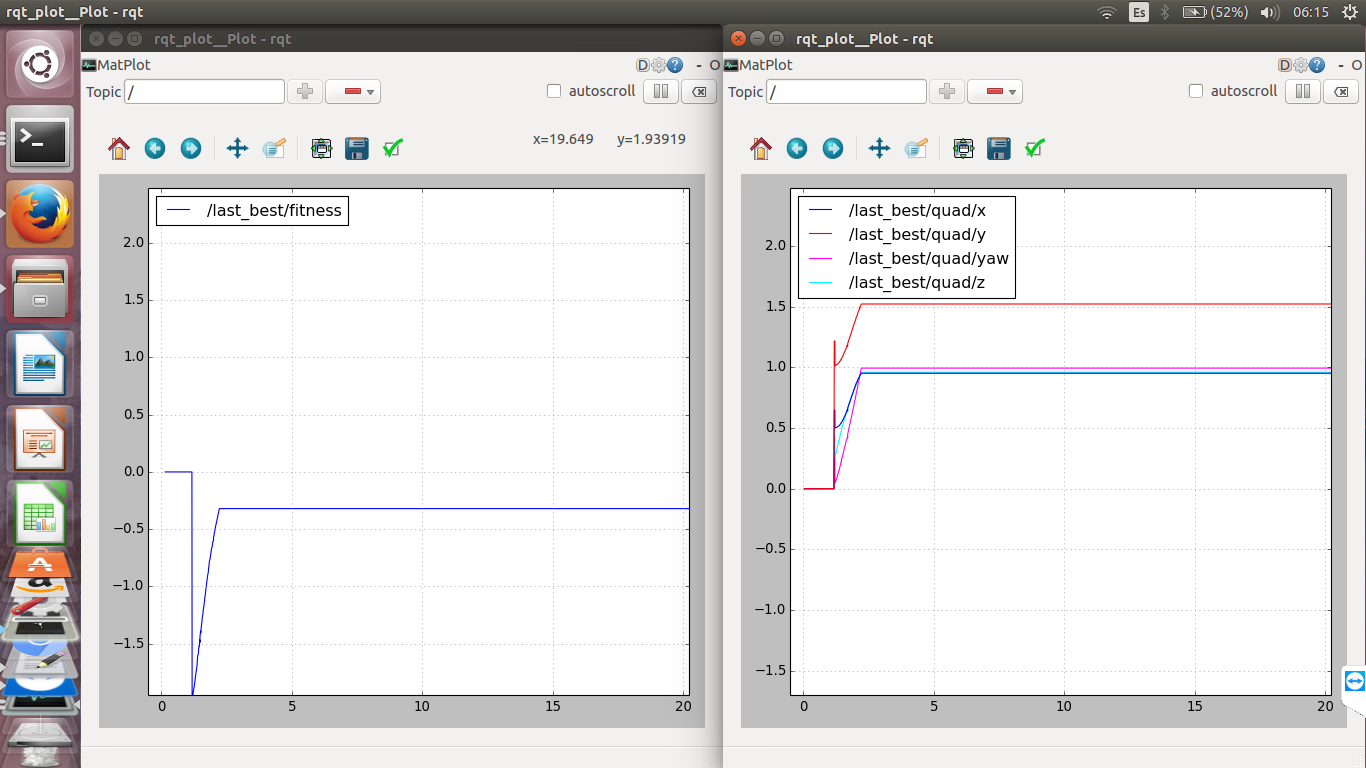 rqt_plot__Plot - rqt
Es
(52%)
06:15
rqt_plot__Plot - rqt
MatPlot
D
- O
Topic
/
autoscroll
x=19.649 y=1.93919
/last_best/fitness
2.0
1.5
1.0
0.5
0.0
−0.5
−1.0
−1.5
0 5 10 15 20
rqt_plot__Plot - rqt
MatPlot
D
- O
Topic
/
autoscroll
/last_best/quad/x
/last_best/quad/y
/last_best/quad/yaw
/last_best/quad/z
2.0
1.5
1.0
0.5
0.0
−0.5
−1.0
−1.5
0 5 10 15 20